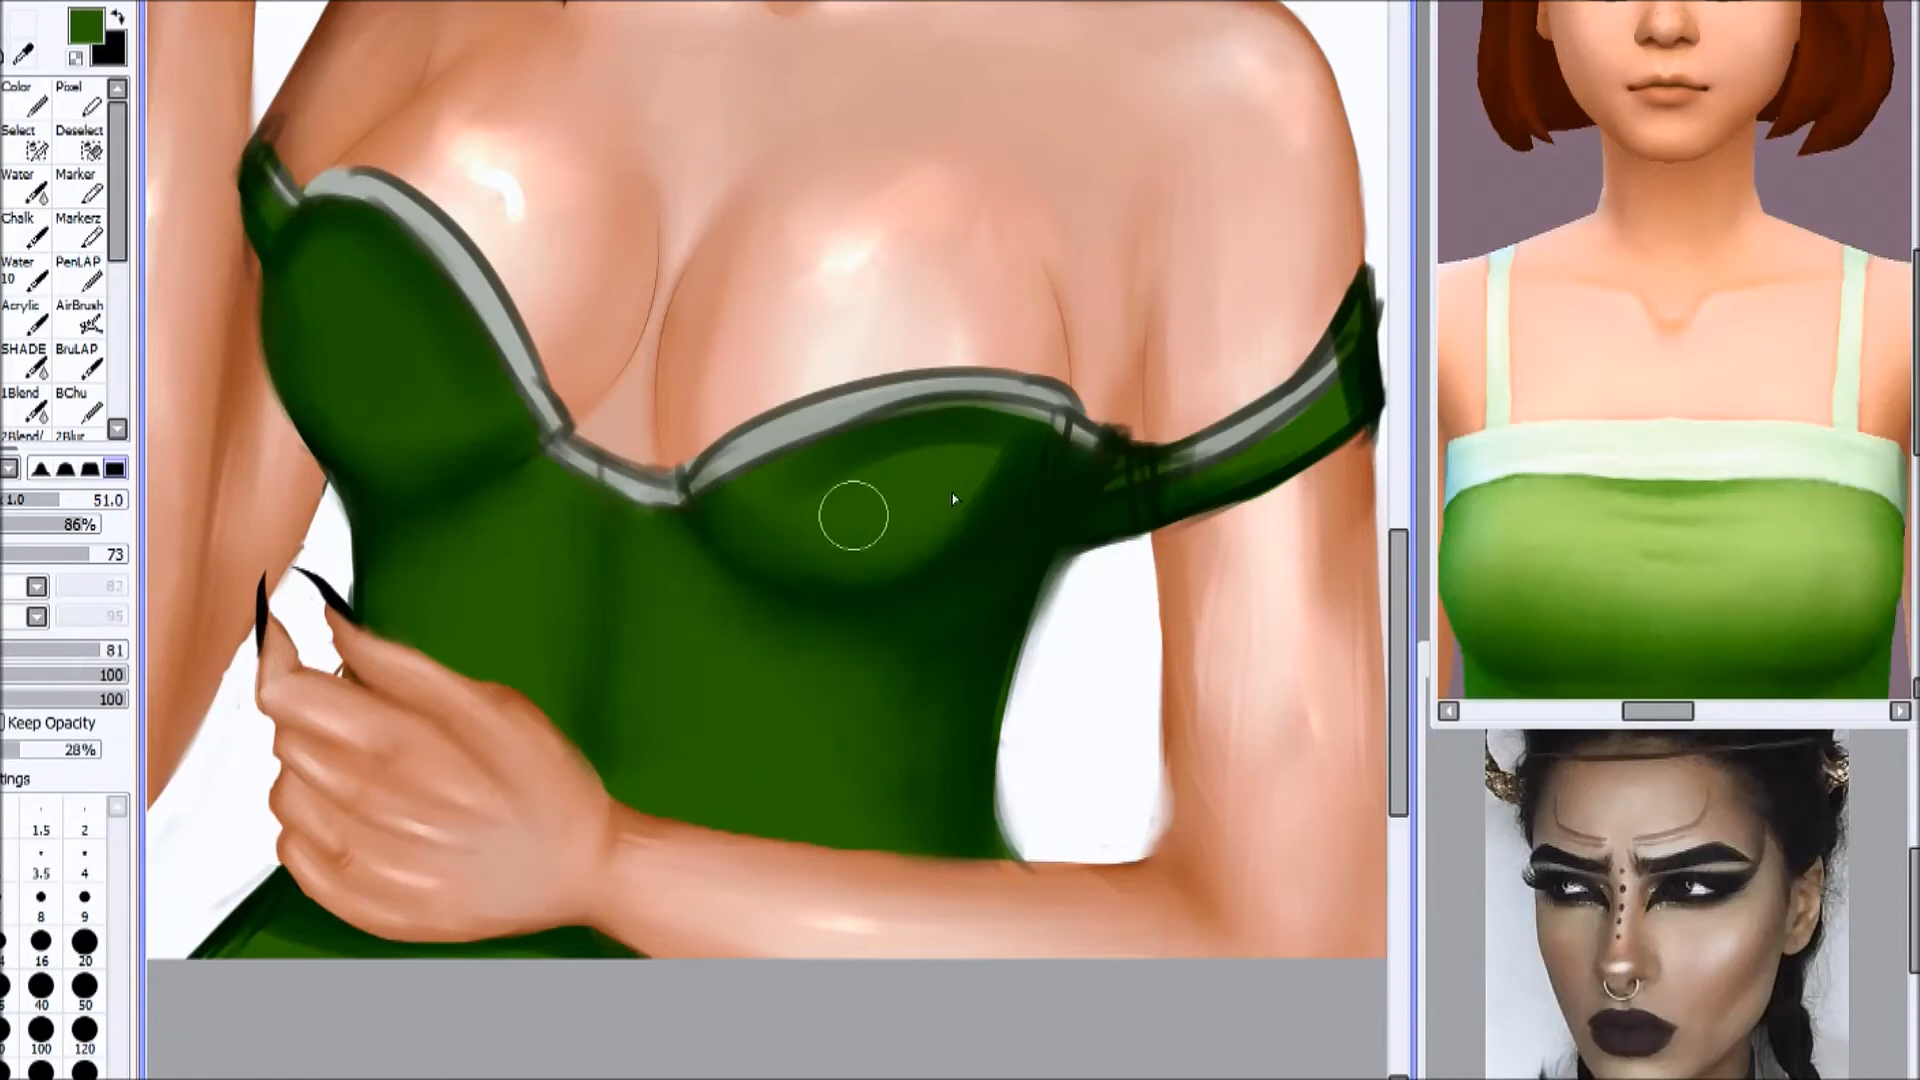 Color Pixel
Select Deselect
Water Marker
Chalk Markerz
Water 10 PenLAP
Acrylic AirBrush
SHADE BruLAP
1Blend BChu
2Blend/ 2Blur
x 1.0 51.0
86%
73
82
95
81
100
100
Keep Opacity
28%
tings
1.5 2
3.5 4
8 9
16 20
40 50
100 120